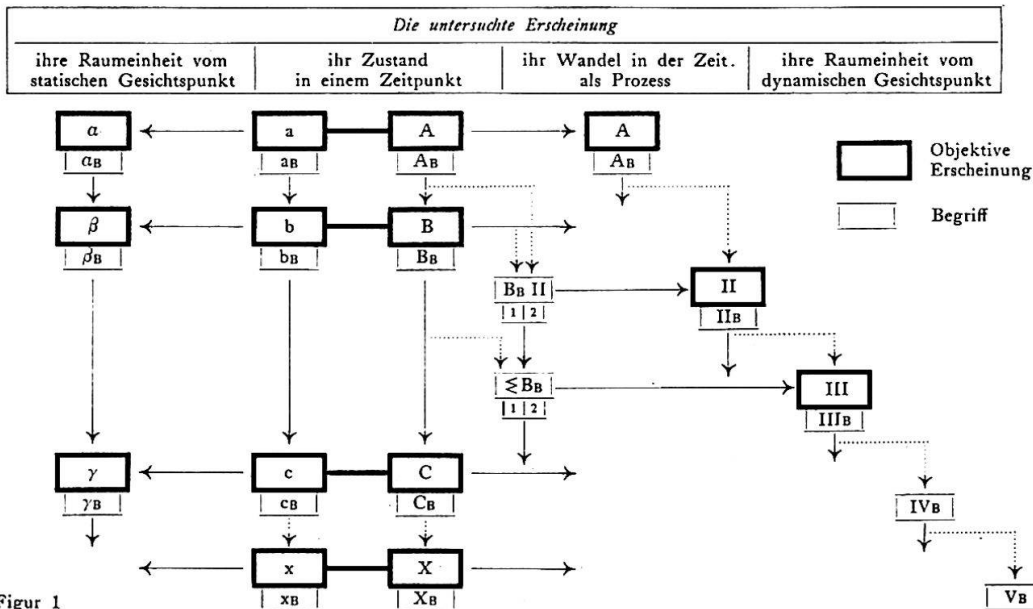 Die untersuchte Erscheinung
ihre Raumeinheit vom statischen Gesichtspunkt
ihr Zustand in einem Zeitpunkt
ihr Wandel in der Zeit. als Prozess
ihre Raumeinheit vom dynamischen Gesichtspunkt
α a A A
αB aB AB AB
Objektive
Erscheinung
β b B
Begriff
βB bB BB
BB II II
1 2 IIB
≤BB III
1 2 IIIB
γ c C
γB cB CB IVB
x X
xB XB VB
Figur 1